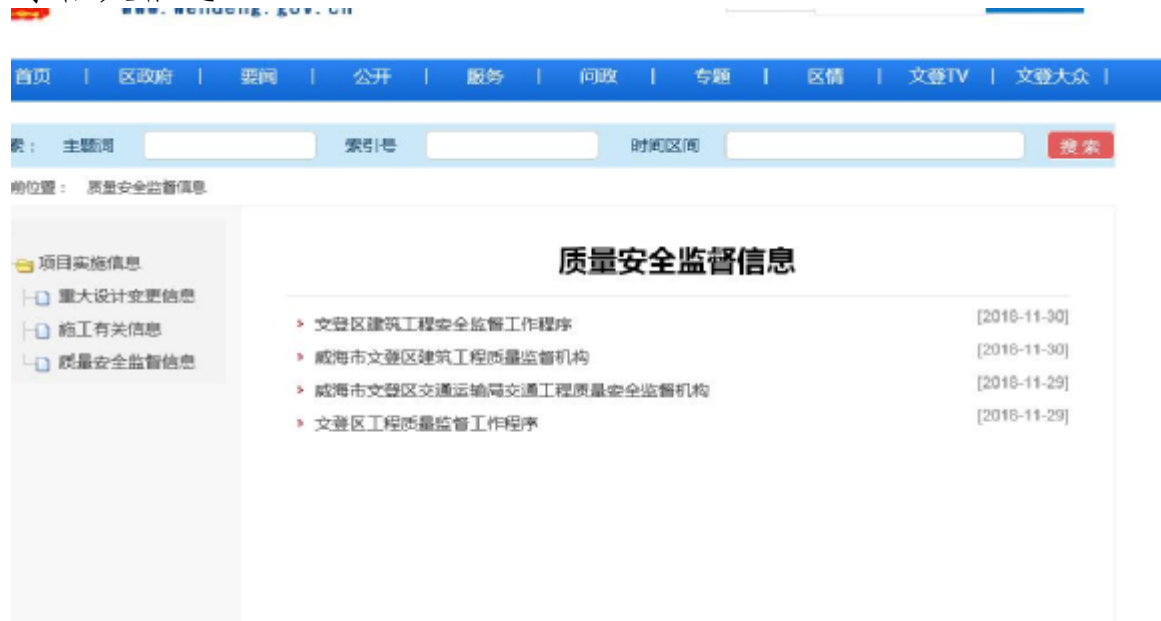 www.wendeng.gov.cn
首页 | 区政府 | 要闻 | 公开 | 服务 | 问政 | 专题 | 区情 | 文登TV | 文登大众 |
索： 主题词 索引号 时间区间 搜索
前位置： 质量安全监督信息
项目实施信息
重大设计变更信息
施工有关信息
质量安全监督信息
质量安全监督信息
文登区建筑工程安全监督工作程序 [2018-11-30]
威海市文登区建筑工程质量监督机构 [2018-11-30]
威海市文登区交通运输局交通工程质量安全监督机构 [2018-11-29]
文登区工程质量监督工作程序 [2018-11-29]